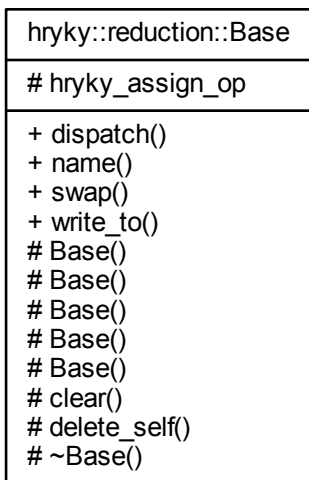 hryky::reduction::Base
# hryky_assign_op
+ dispatch()
+ name()
+ swap()
+ write_to()
# Base()
# Base()
# Base()
# Base()
# Base()
# clear()
# delete_self()
# ~Base()